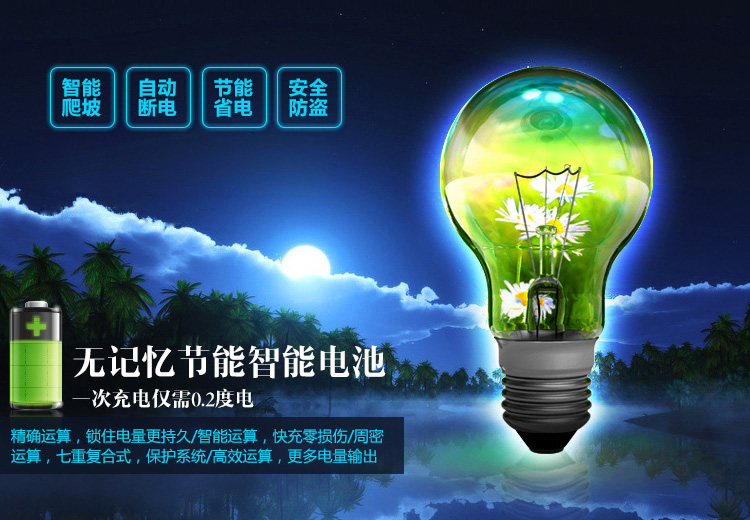 智能 自动 节能 安全
爬坡 断电 省电 防盗
无记忆节能智能电池
一次充电仅需0.2度电
精确运算，锁住电量更持久/智能运算，快充零损伤/周密
运算，七重复合式，保护系统/高效运算，更多电量输出